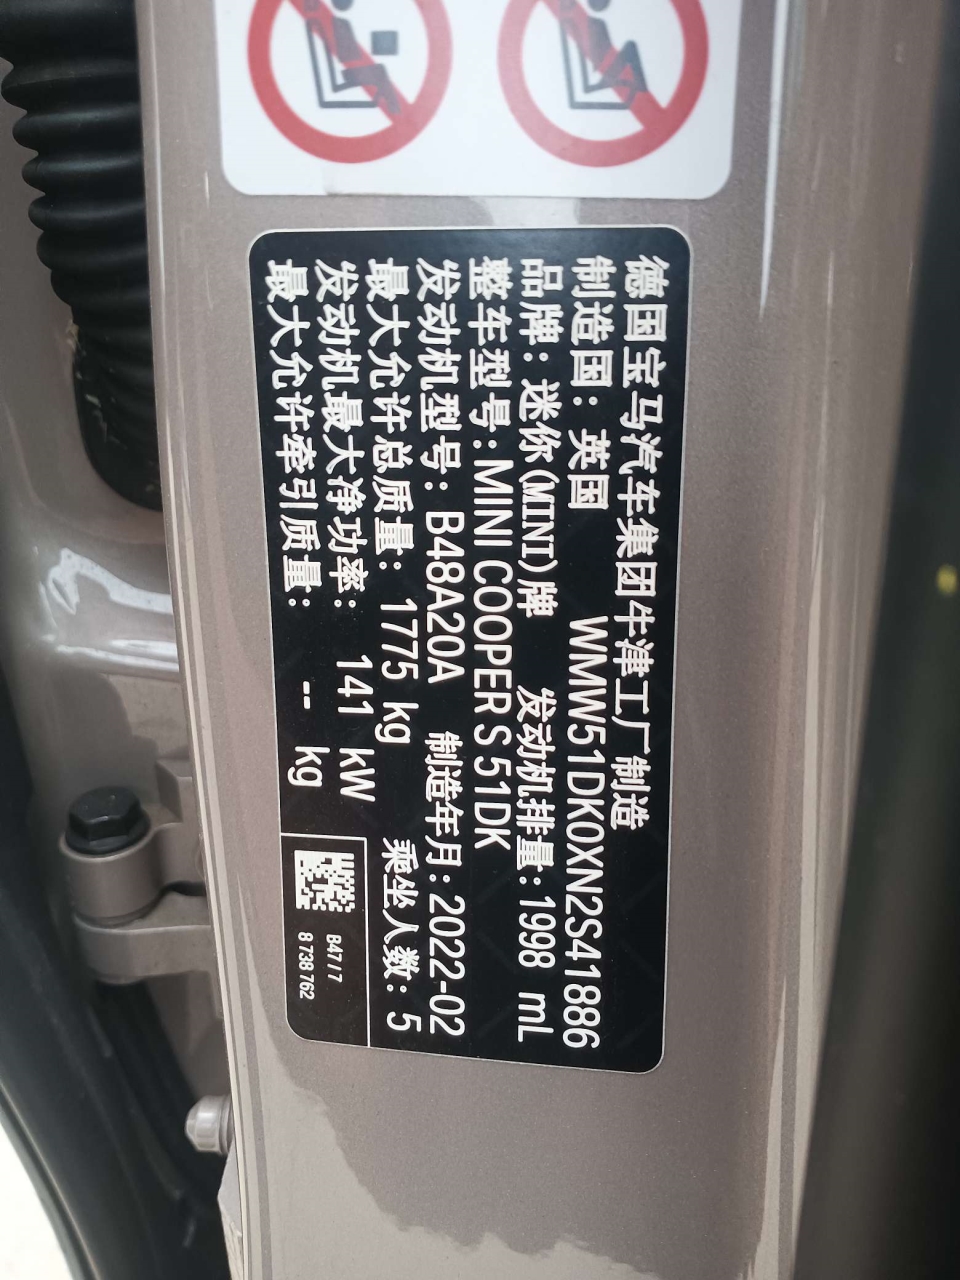 德国宝马汽车集团牛津工厂制造
制造国: 英国 WMW51DK0XN2S41886
品牌: 迷你(MINI)牌 发动机排量: 1998 mL
整车型号: MINI COOPER S 51DK
发动机型号: B48A20A 制造年月: 2022-02
最大允许总质量: 1775 kg 乘坐人数: 5
发动机最大净功率: 141 kW
最大允许牵引质量: -- kg
B47 / 7
8 738 762